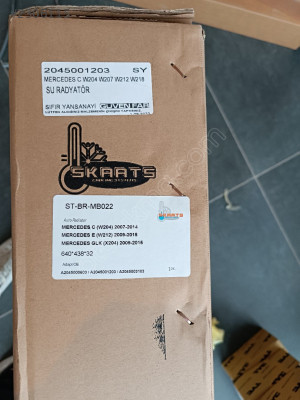 2045001203 SY
MERCEDES C W204 W207 W212 W218
SU RADYATÖR
SIFIR YANSANAYİ GÜVEN FAR
SKAATS
ST-BR-MB022
MERCEDES C (W204) 2007-2014
MERCEDES E (W212) 2009-2016
MERCEDES GLK (X204) 2008-2015
640*438*32
A2045000603 / A2045001203 / A2045003103